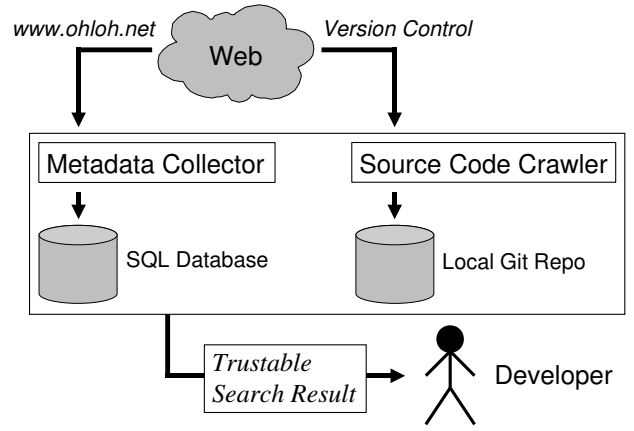 www.ohloh.net
Version Control
Web
Metadata Collector
Source Code Crawler
SQL Database
Local Git Repo
Trustable
Search Result
Developer